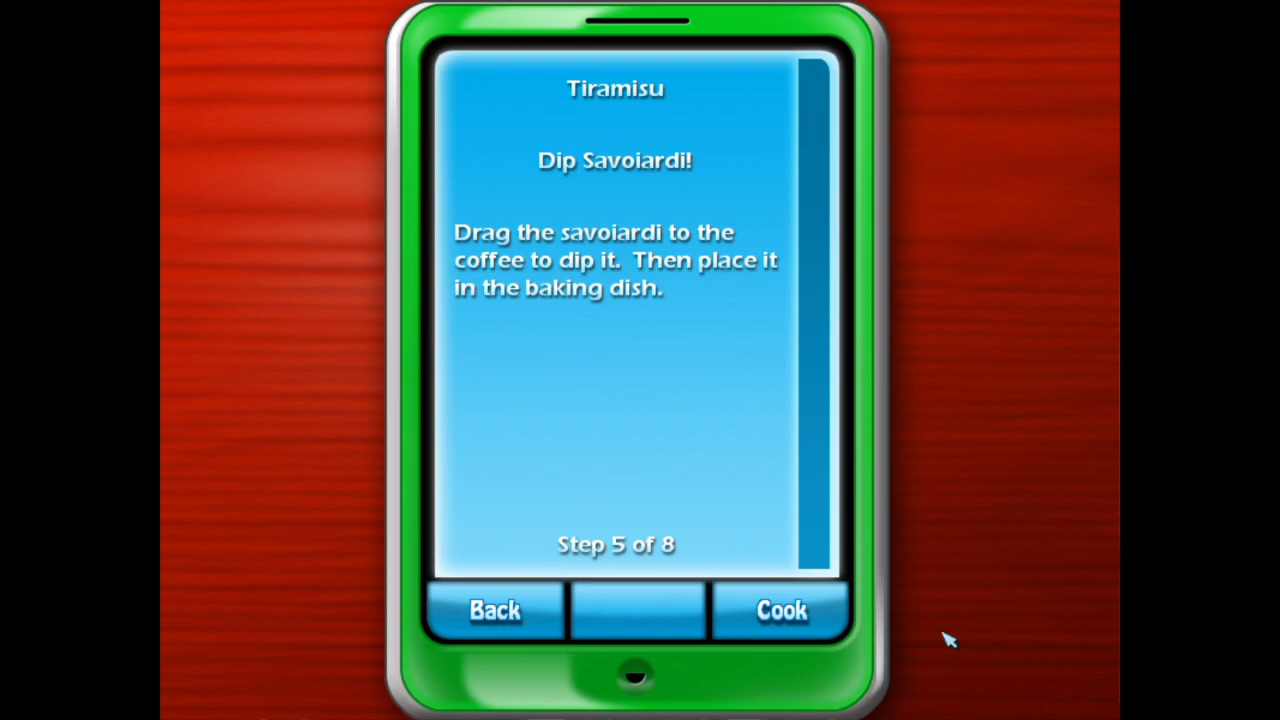 Tiramisu
Dip Savoiardi!
Drag the savoiardi to the
coffee to dip it.  Then place it
in the baking dish.
Step 5 of 8
Back
Cook